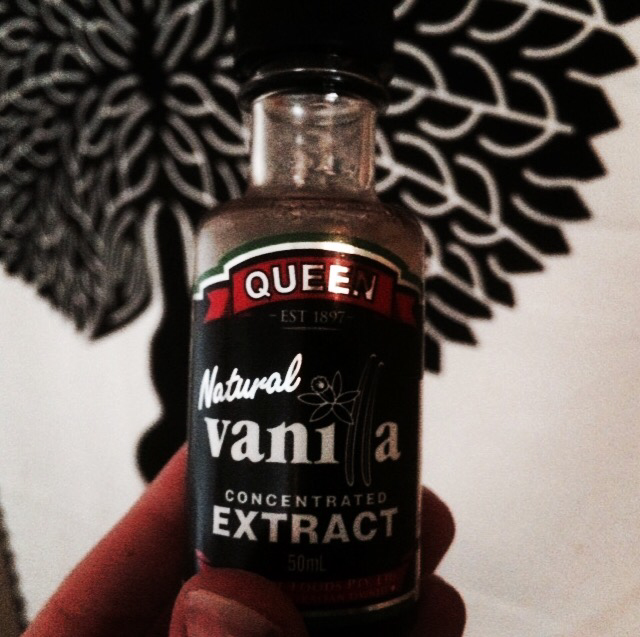 QUEEN
EST 1897
Natural
vanilla
CONCENTRATED
EXTRACT
50mL